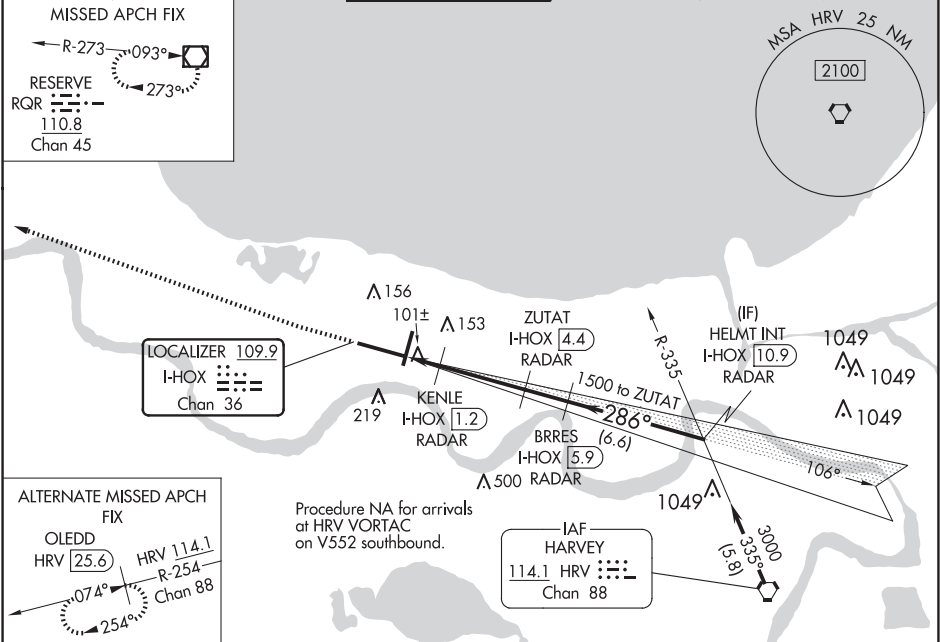 MISSED APCH FIX
R-273
093°
273°
RESERVE
RQR
110.8
Chan 45
MSA HRV 25 NM
2100
156
101±
153
ZUTAT
I-HOX 4.4
RADAR
R-335
(IF)
HELMT INT
I-HOX 10.9
RADAR
1049
1049
1049
LOCALIZER 109.9
I-HOX
Chan 36
219
KENLE
I-HOX 1.2
RADAR
1500 to ZUTAT
286°
(6.6)
BRRES
I-HOX 5.9
RADAR
500
106°
1049
3000
335°
(5.8)
Procedure NA for arrivals
at HRV VORTAC
on V552 southbound.
IAF
HARVEY
114.1 HRV
Chan 88
ALTERNATE MISSED APCH
FIX
OLEDD
HRV 25.6
HRV 114.1
R-254
Chan 88
074°
254°